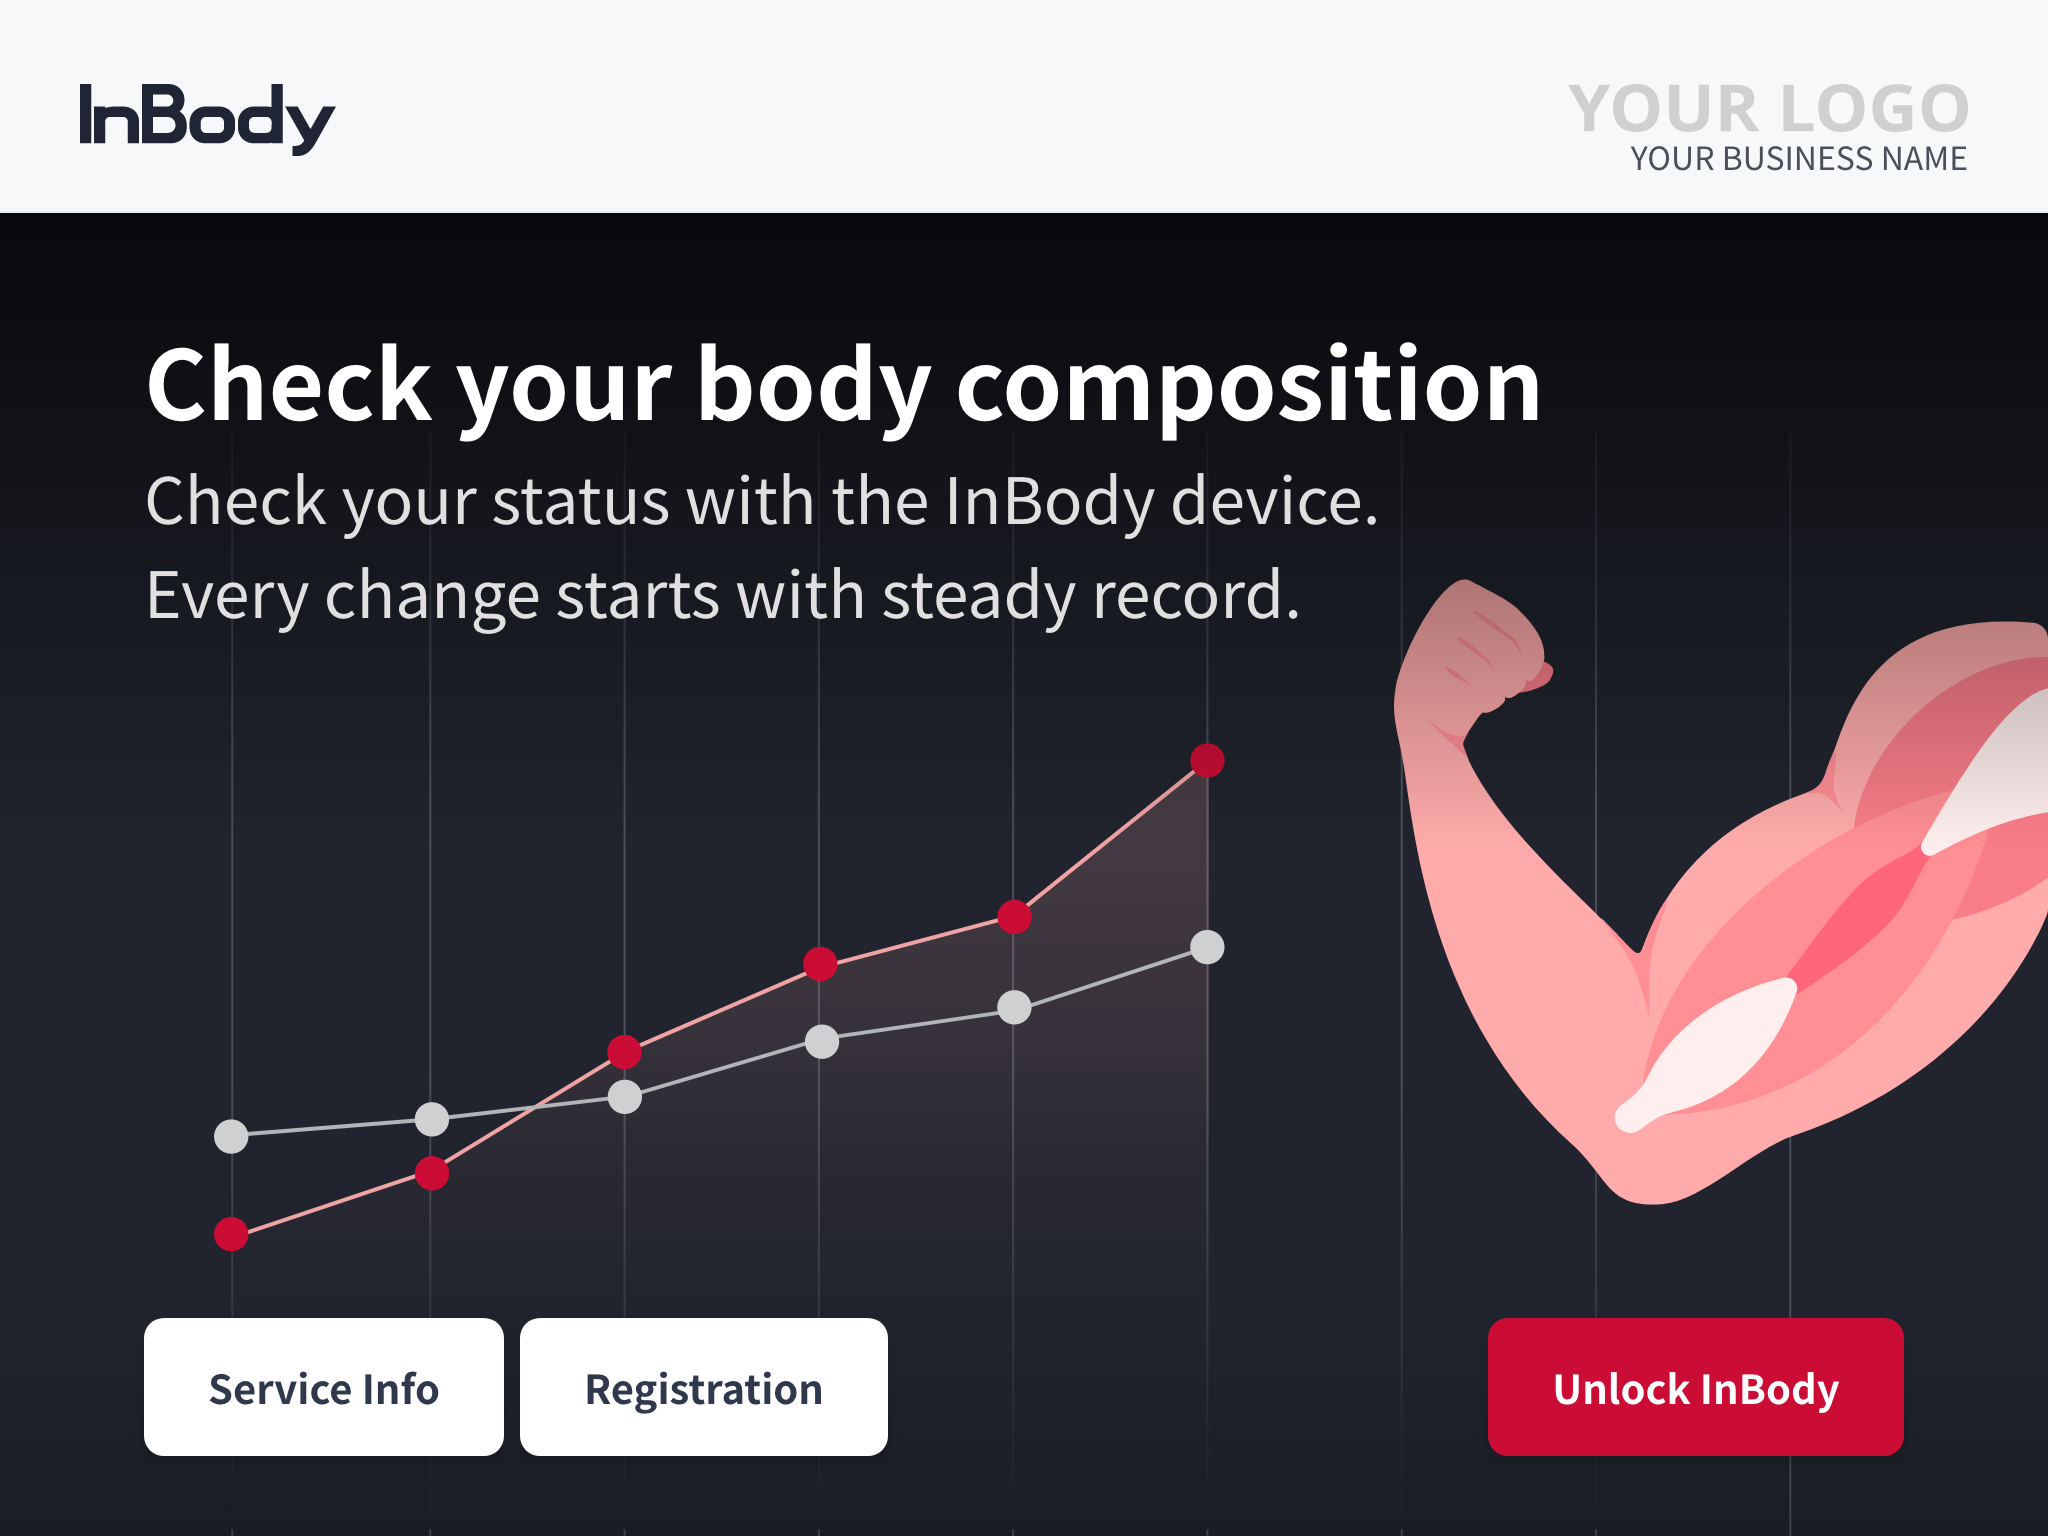 InBody
YOUR LOGO
YOUR BUSINESS NAME
Check your body composition
Check your status with the InBody device.
Every change starts with steady record.
Service Info
Registration
Unlock InBody